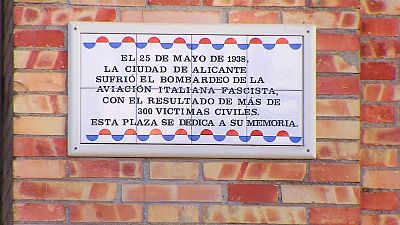 EL 25 DE MAYO DE 1938,
LA CIUDAD DE ALICANTE
SUFRIÓ EL BOMBARDEO DE LA
AVIACIÓN ITALIANA FASCISTA,
CON EL RESULTADO DE MÁS DE
300 VICTIMAS CIVILES.
ESTA PLAZA SE DEDICA A SU MEMORIA.